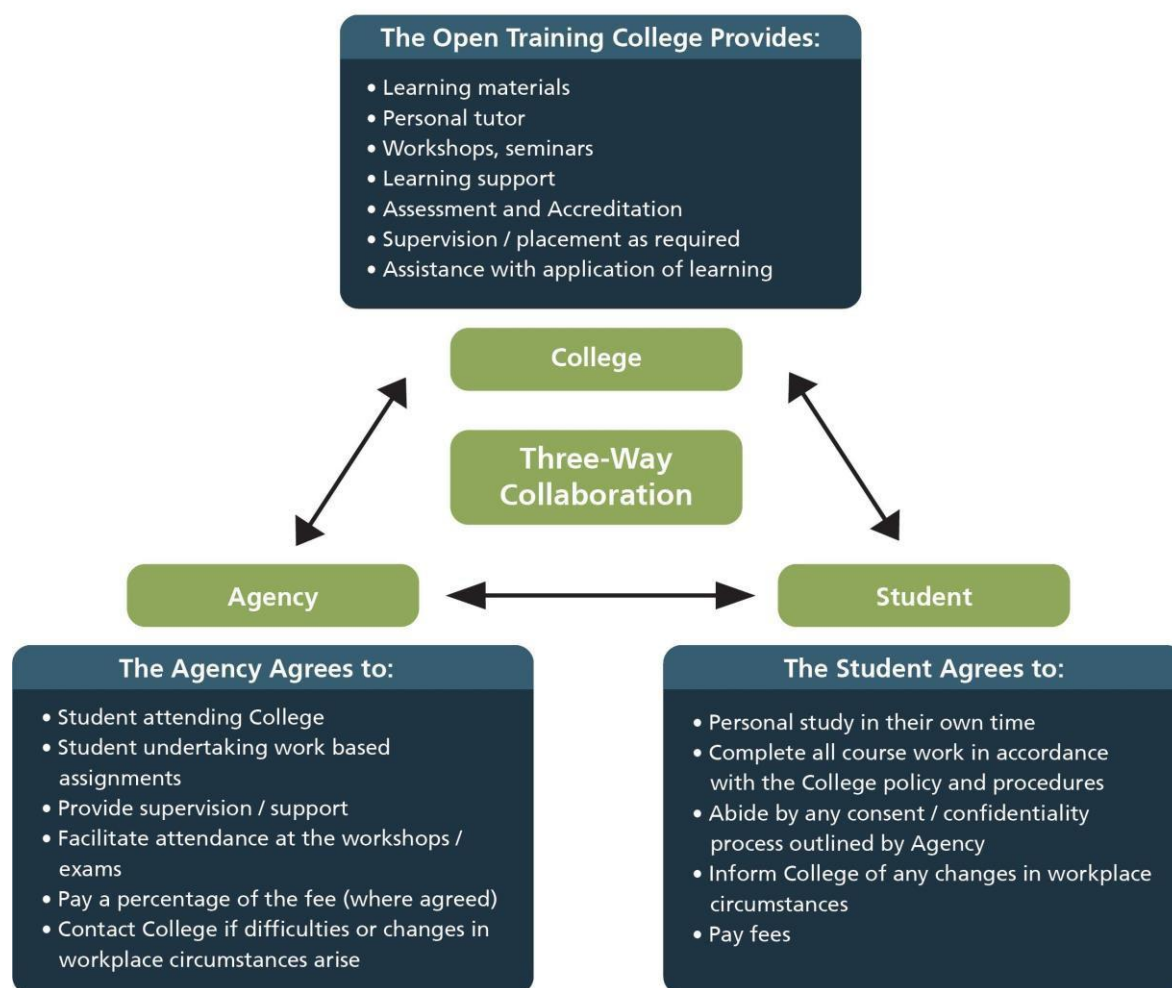 The Open Training College Provides:
• Learning materials
• Personal tutor
• Workshops, seminars
• Learning support
• Assessment and Accreditation
• Supervision / placement as required
• Assistance with application of learning
College
Three-Way
Collaboration
Agency
Student
The Agency Agrees to:
• Student attending College
• Student undertaking work based
assignments
• Provide supervision / support
• Facilitate attendance at the workshops /
exams
• Pay a percentage of the fee (where agreed)
• Contact College if difficulties or changes in
workplace circumstances arise
The Student Agrees to:
• Personal study in their own time
• Complete all course work in accordance
with the College policy and procedures
• Abide by any consent / confidentiality
process outlined by Agency
• Inform College of any changes in workplace
circumstances
• Pay fees